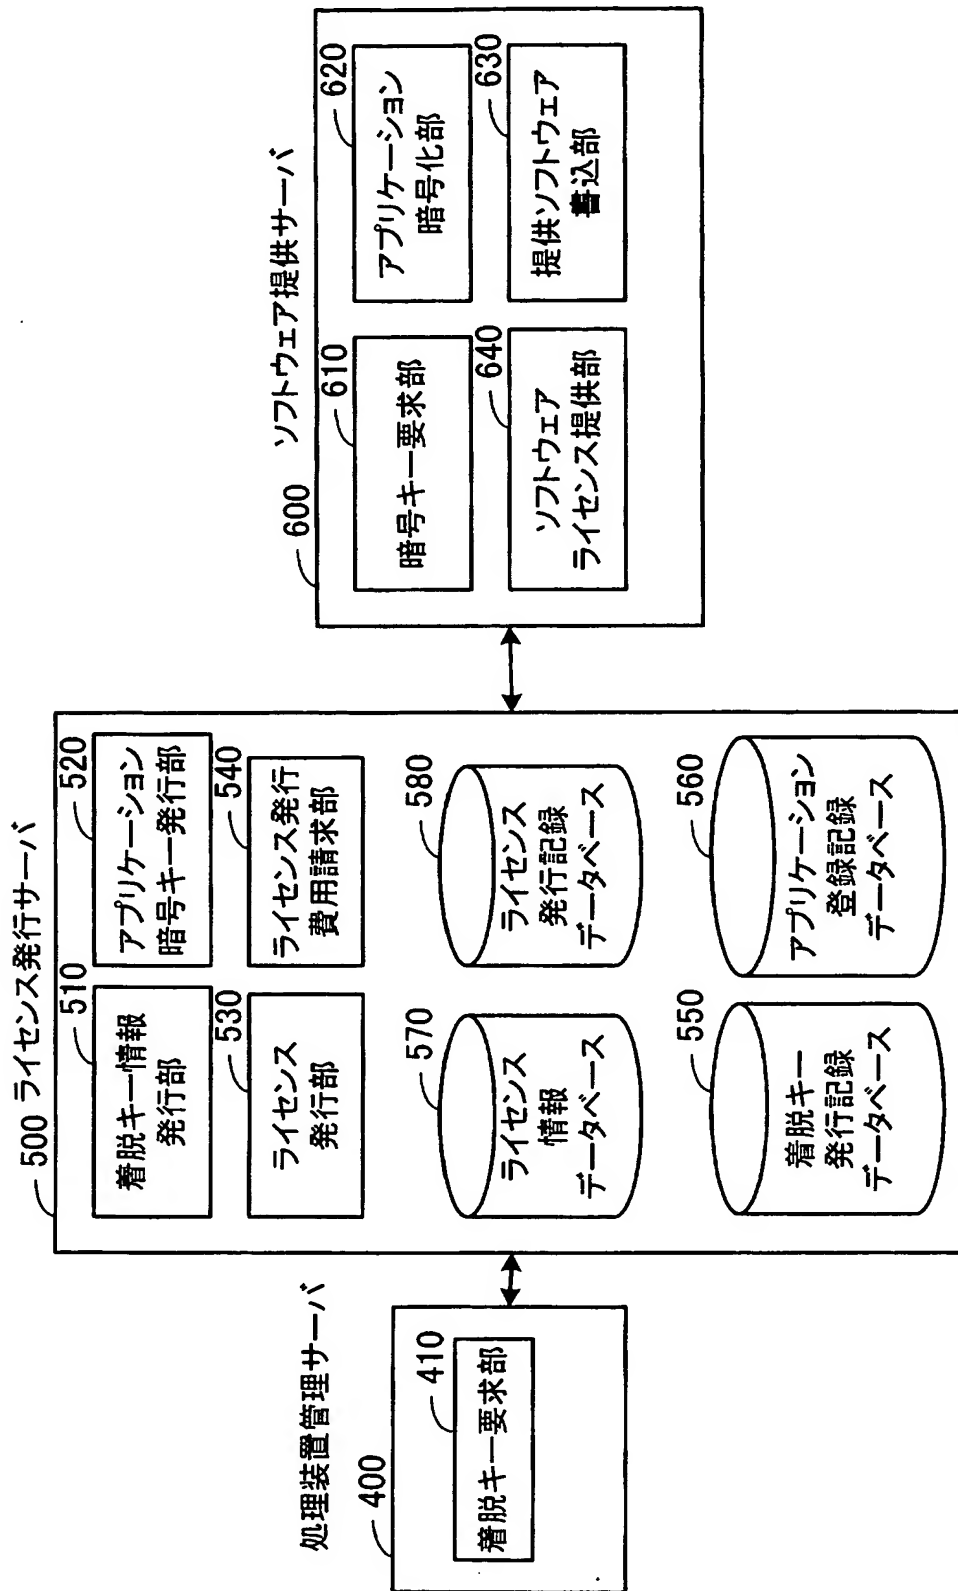 処理装置管理サーバ
400
410
着脱キー要求部
500 ライセンス発行サーバ
510
着脱キー情報
発行部
520
アプリケーション
暗号キー発行部
530
ライセンス
発行部
540
ライセンス発行
費用請求部
570
ライセンス
情報
データベース
580
ライセンス
発行記録
データベース
550
着脱キー
発行記録
データベース
560
アプリケーション
登録記録
データベース
600
ソフトウェア提供サーバ
610
暗号キー要求部
620
アプリケーション
暗号化部
640
ソフトウェア
ライセンス提供部
630
提供ソフトウェア
書込部